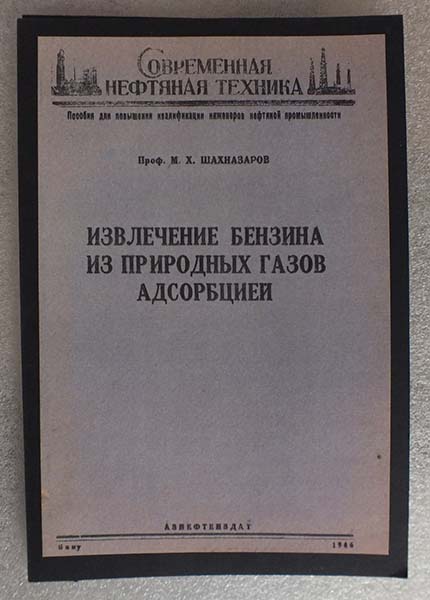 СОВРЕМЕННАЯ
НЕФТЯНАЯ ТЕХНИКА
Пособия для повышения квалификации инженеров нефтяной промышленности
Проф. М. Х. ШАХНАЗАРОВ
ИЗВЛЕЧЕНИЕ БЕНЗИНА
ИЗ ПРИРОДНЫХ ГАЗОВ
АДСОРБЦИЕЙ
АЗНЕФТЕИЗДАТ
Баку 1946